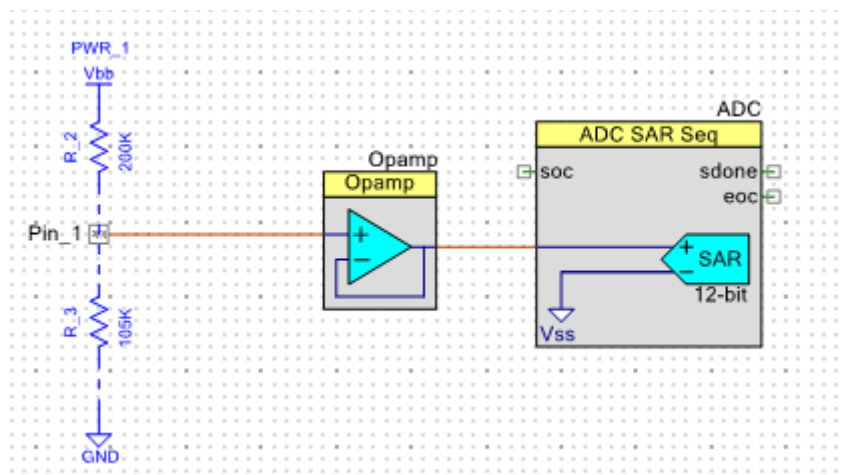 PWR_1
Vbb
R_2
200K
Pin_1
R_3
105K
GND
Opamp
Opamp
+
−
ADC
ADC SAR Seq
soc
sdone
eoc
+
−
SAR
12-bit
Vss